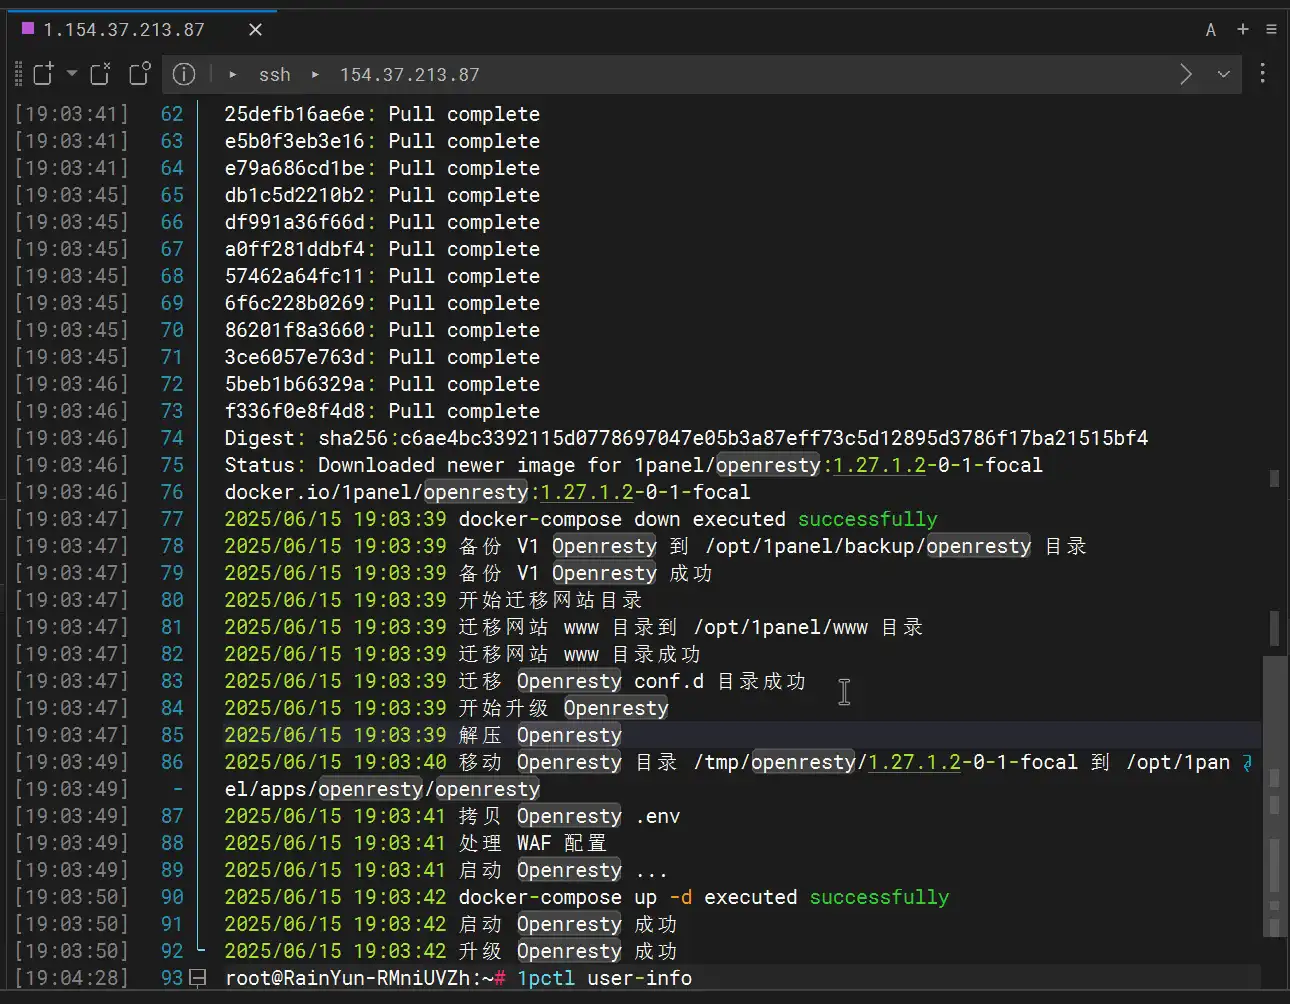 1.154.37.213.87
A
ssh 154.37.213.87
[19:03:41] 62 25defb16ae6e: Pull complete
[19:03:41] 63 e5b0f3eb3e16: Pull complete
[19:03:41] 64 e79a686cd1be: Pull complete
[19:03:45] 65 db1c5d2210b2: Pull complete
[19:03:45] 66 df991a36f66d: Pull complete
[19:03:45] 67 a0ff281ddbf4: Pull complete
[19:03:45] 68 57462a64fc11: Pull complete
[19:03:45] 69 6f6c228b0269: Pull complete
[19:03:45] 70 86201f8a3660: Pull complete
[19:03:45] 71 3ce6057e763d: Pull complete
[19:03:46] 72 5beb1b66329a: Pull complete
[19:03:46] 73 f336f0e8f4d8: Pull complete
[19:03:46] 74 Digest: sha256:c6ae4bc3392115d0778697047e05b3a87eff73c5d12895d3786f17ba21515bf4
[19:03:46] 75 Status: Downloaded newer image for 1panel/openresty:1.27.1.2-0-1-focal
[19:03:46] 76 docker.io/1panel/openresty:1.27.1.2-0-1-focal
[19:03:46] 77 2025/06/15 19:03:39 docker-compose down executed successfully
[19:03:47] 78 2025/06/15 19:03:39 备份 V1 Openresty 到 /opt/1panel/backup/openresty 目录
[19:03:47] 79 2025/06/15 19:03:39 备份 V1 Openresty 成功
[19:03:47] 80 2025/06/15 19:03:39 开始迁移网站目录
[19:03:47] 81 2025/06/15 19:03:39 迁移网站 www 目录到 /opt/1panel/www 目录
[19:03:47] 82 2025/06/15 19:03:39 迁移网站 www 目录成功
[19:03:47] 83 2025/06/15 19:03:39 迁移 Openresty conf.d 目录成功
[19:03:47] 84 2025/06/15 19:03:39 开始升级 Openresty
[19:03:47] 85 2025/06/15 19:03:39 解压 Openresty
[19:03:49] 86 2025/06/15 19:03:40 移动 Openresty 目录 /tmp/openresty/1.27.1.2-0-1-focal 到 /opt/1pan
[19:03:49] - el/apps/openresty/openresty
[19:03:49] 87 2025/06/15 19:03:41 拷贝 Openresty .env
[19:03:49] 88 2025/06/15 19:03:41 处理 WAF 配置
[19:03:49] 89 2025/06/15 19:03:41 启动 Openresty ...
[19:03:50] 90 2025/06/15 19:03:42 docker-compose up -d executed successfully
[19:03:50] 91 2025/06/15 19:03:42 启动 Openresty 成功
[19:03:50] 92 2025/06/15 19:03:42 升级 Openresty 成功
[19:04:28] 93 root@RainYun-RMniUVZh:~# 1pctl user-info